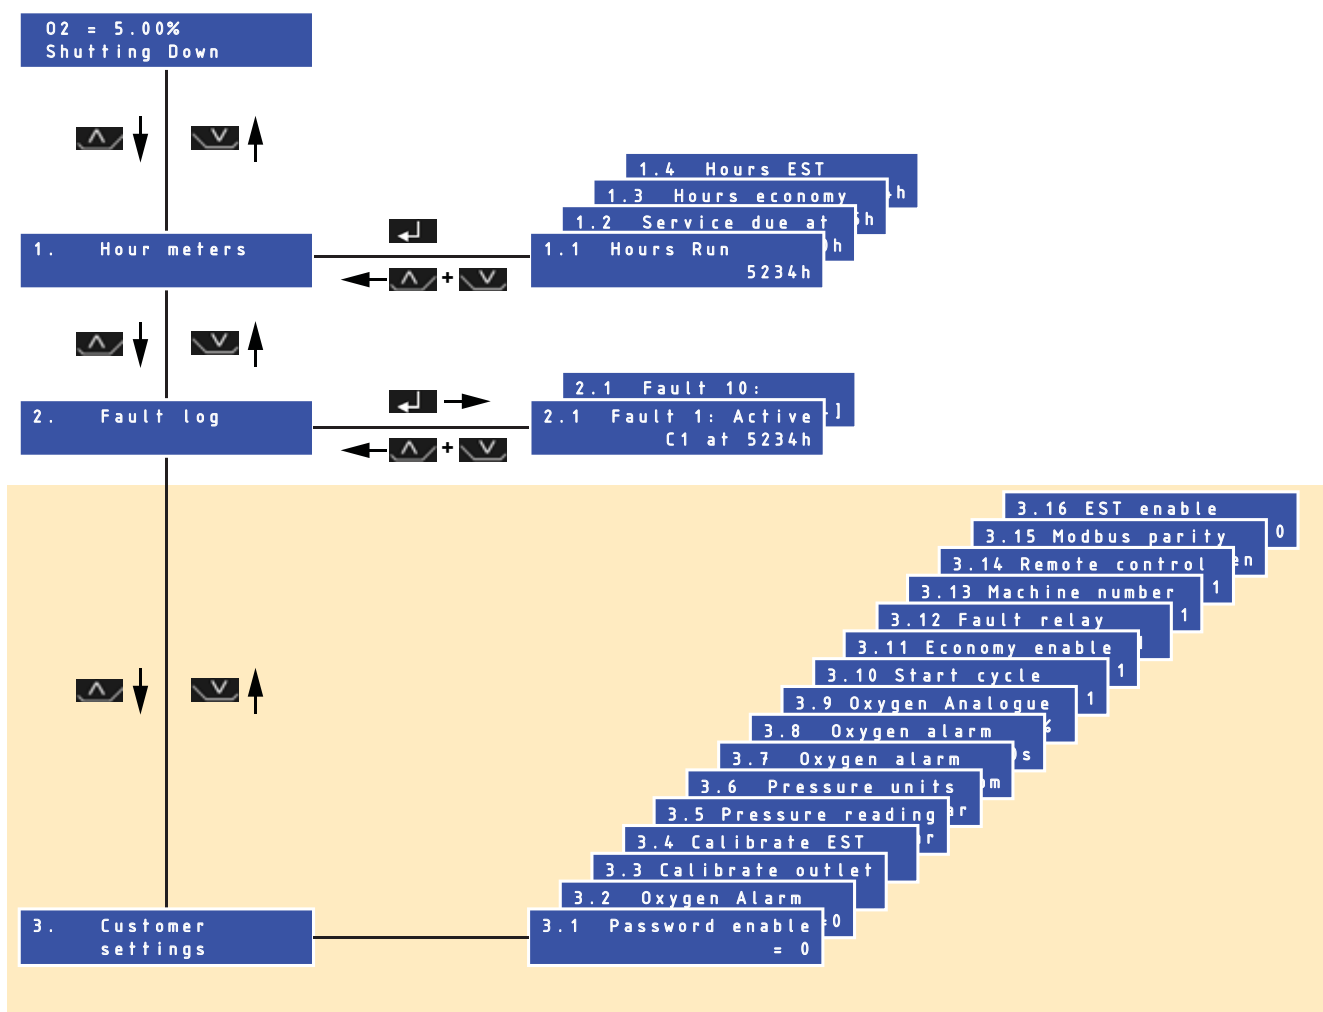 O2 = 5.00%
Shutting Down
1.4 Hours EST
h
1.3 Hours economy
h
1.2 Service due at
h
1. Hour meters
1.1 Hours Run
5234h
+
2.1 Fault 10:
]
2. Fault log
2.1 Fault 1: Active
C1 at 5234h
+
3.16 EST enable
0
3.15 Modbus parity
en
3.14 Remote control
1
3.13 Machine number
1
3.12 Fault relay
3.11 Economy enable
1
3.10 Start cycle
1
3.9 Oxygen Analogue
%
3.8 Oxygen alarm
s
3.7 Oxygen alarm
m
3.6 Pressure units
ar
3.5 Pressure reading
r
3.4 Calibrate EST
3.3 Calibrate outlet
3.2 Oxygen Alarm
=0
3. Customer
settings
3.1 Password enable
= 0